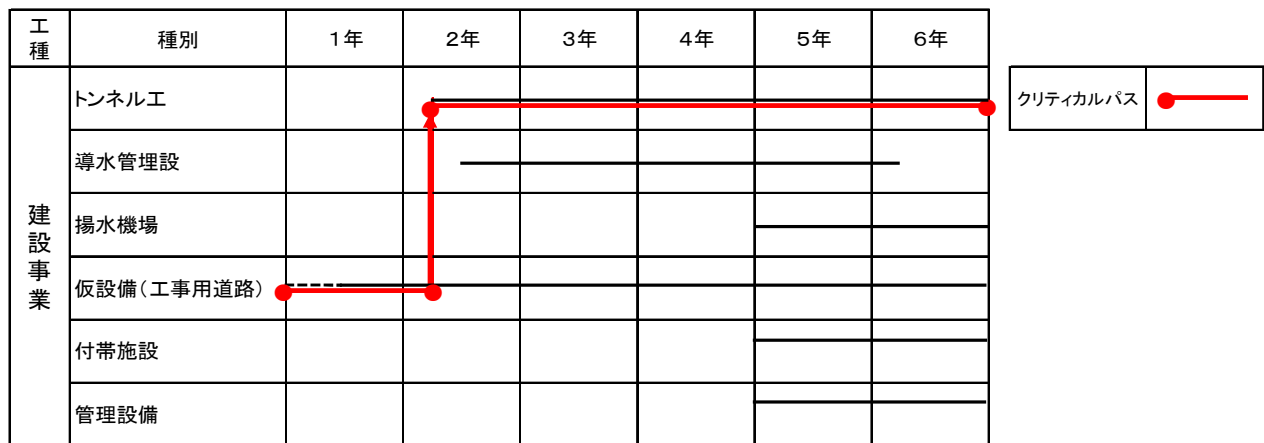 工種 種別 1年 2年 3年 4年 5年 6年
建設事業
トンネル工
導水管埋設
揚水機場
仮設備(工事用道路)
付帯施設
管理設備
クリティカルパス